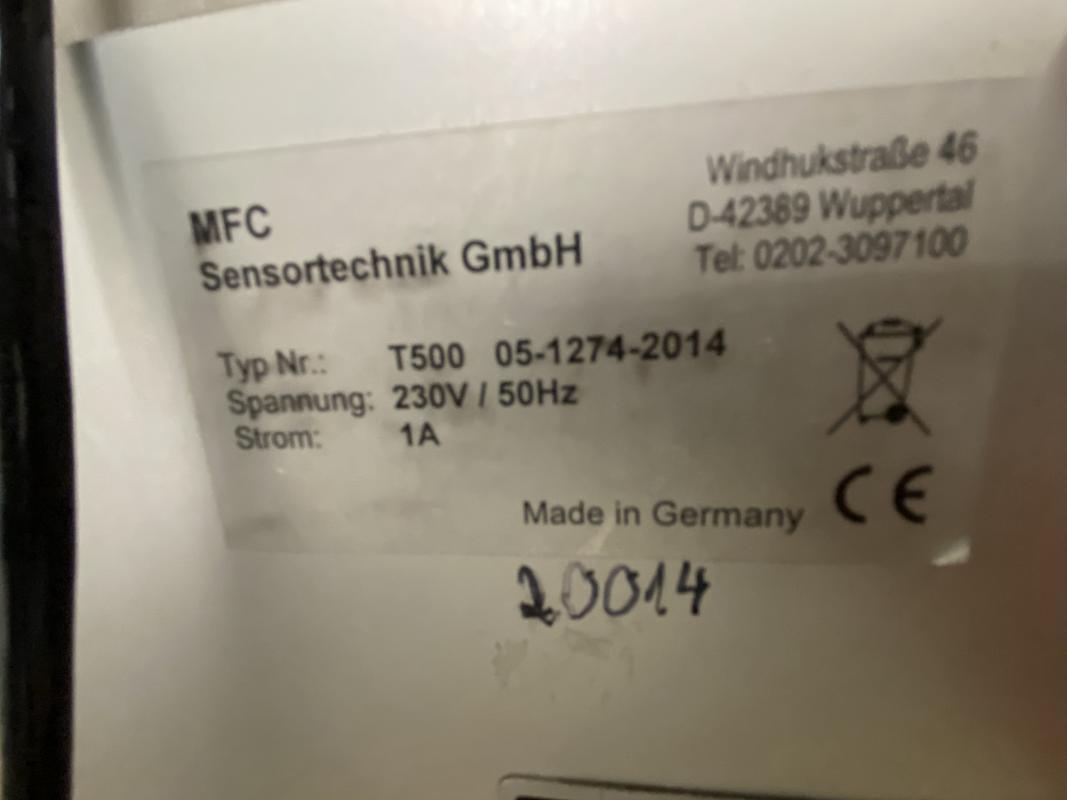 MFC
Sensortechnik GmbH
Windhukstraße 46
D-42389 Wuppertal
Tel: 0202-3097100
Typ Nr.: T500 05-1274-2014
Spannung: 230V / 50Hz
Strom: 1A
Made in Germany CE
20014